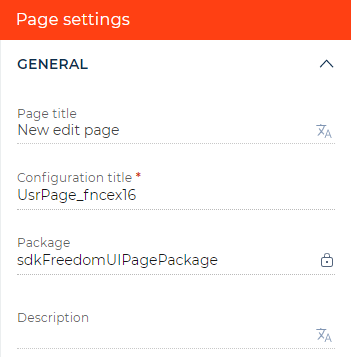 Page settings
GENERAL
Page title
New edit page
Configuration title *
UsrPage_fncex16
Package
sdkFreedomUIPagePackage
Description